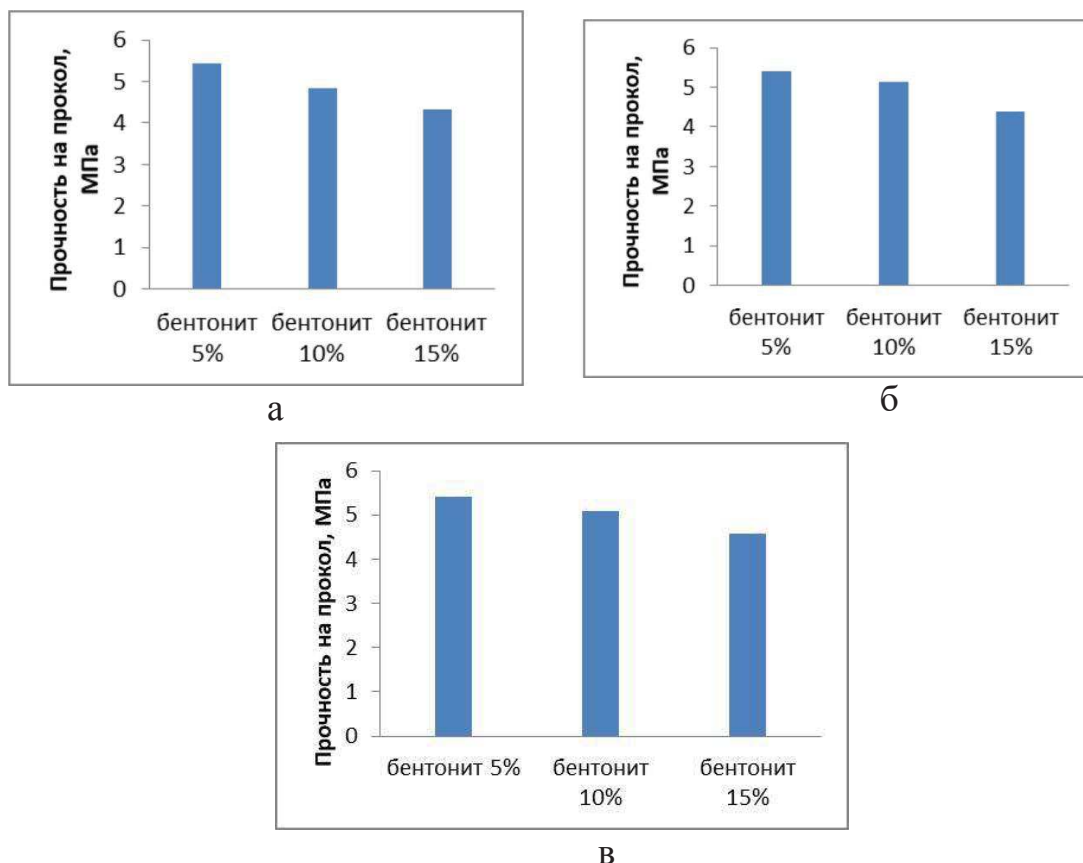 Прочность на прокол,
МПа
6
5
4
3
2
1
0
бентонит бентонит бентонит
5% 10% 15%
а
Прочность на прокол,
МПа
6
5
4
3
2
1
0
бентонит бентонит бентонит
5% 10% 15%
б
Прочность на прокол, МПа
6
5
4
3
2
1
0
бентонит 5% бентонит бентонит
10% 15%
в